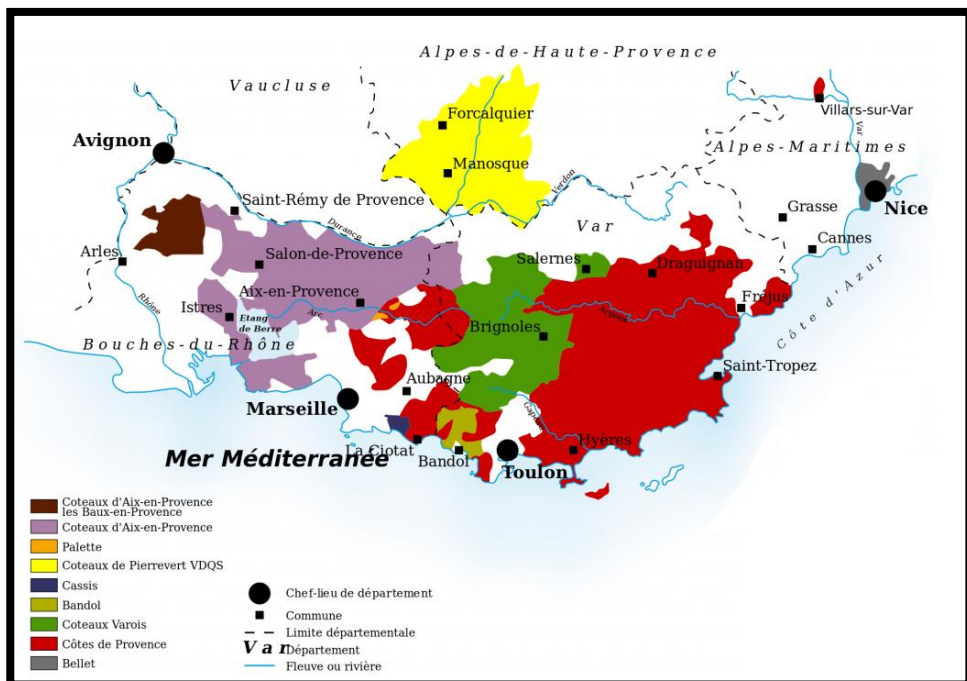 Alpes-de-Haute-Provence
Vaucluse
Forcalquier
Villars-sur-Var
Var
Avignon
Alpes-Maritimes
Manosque
Verdon
Saint-Rémy de Provence
Grasse
Nice
Durance
Var
Cannes
Arles
Salon-de-Provence
Salernes
Draguignan
Aix-en-Provence
Rhône
Istres
Etang
de Berre
Arc
Argens
Fréjus
Côte d'Azur
Brignoles
Bouches-du-Rhône
Saint-Tropez
Aubagne
Marseille
Gapeau
La Ciotat
Hyères
Mer Méditerranée
Bandol
Toulon
Coteaux d'Aix-en-Provence
les Baux-en-Provence
Coteaux d'Aix-en-Provence
Palette
Coteaux de Pierrevert VDQS
Cassis
Bandol
Coteaux Varois
Côtes de Provence
Bellet
Chef-lieu de département
Commune
Limite départementale
Var Département
Fleuve ou rivière